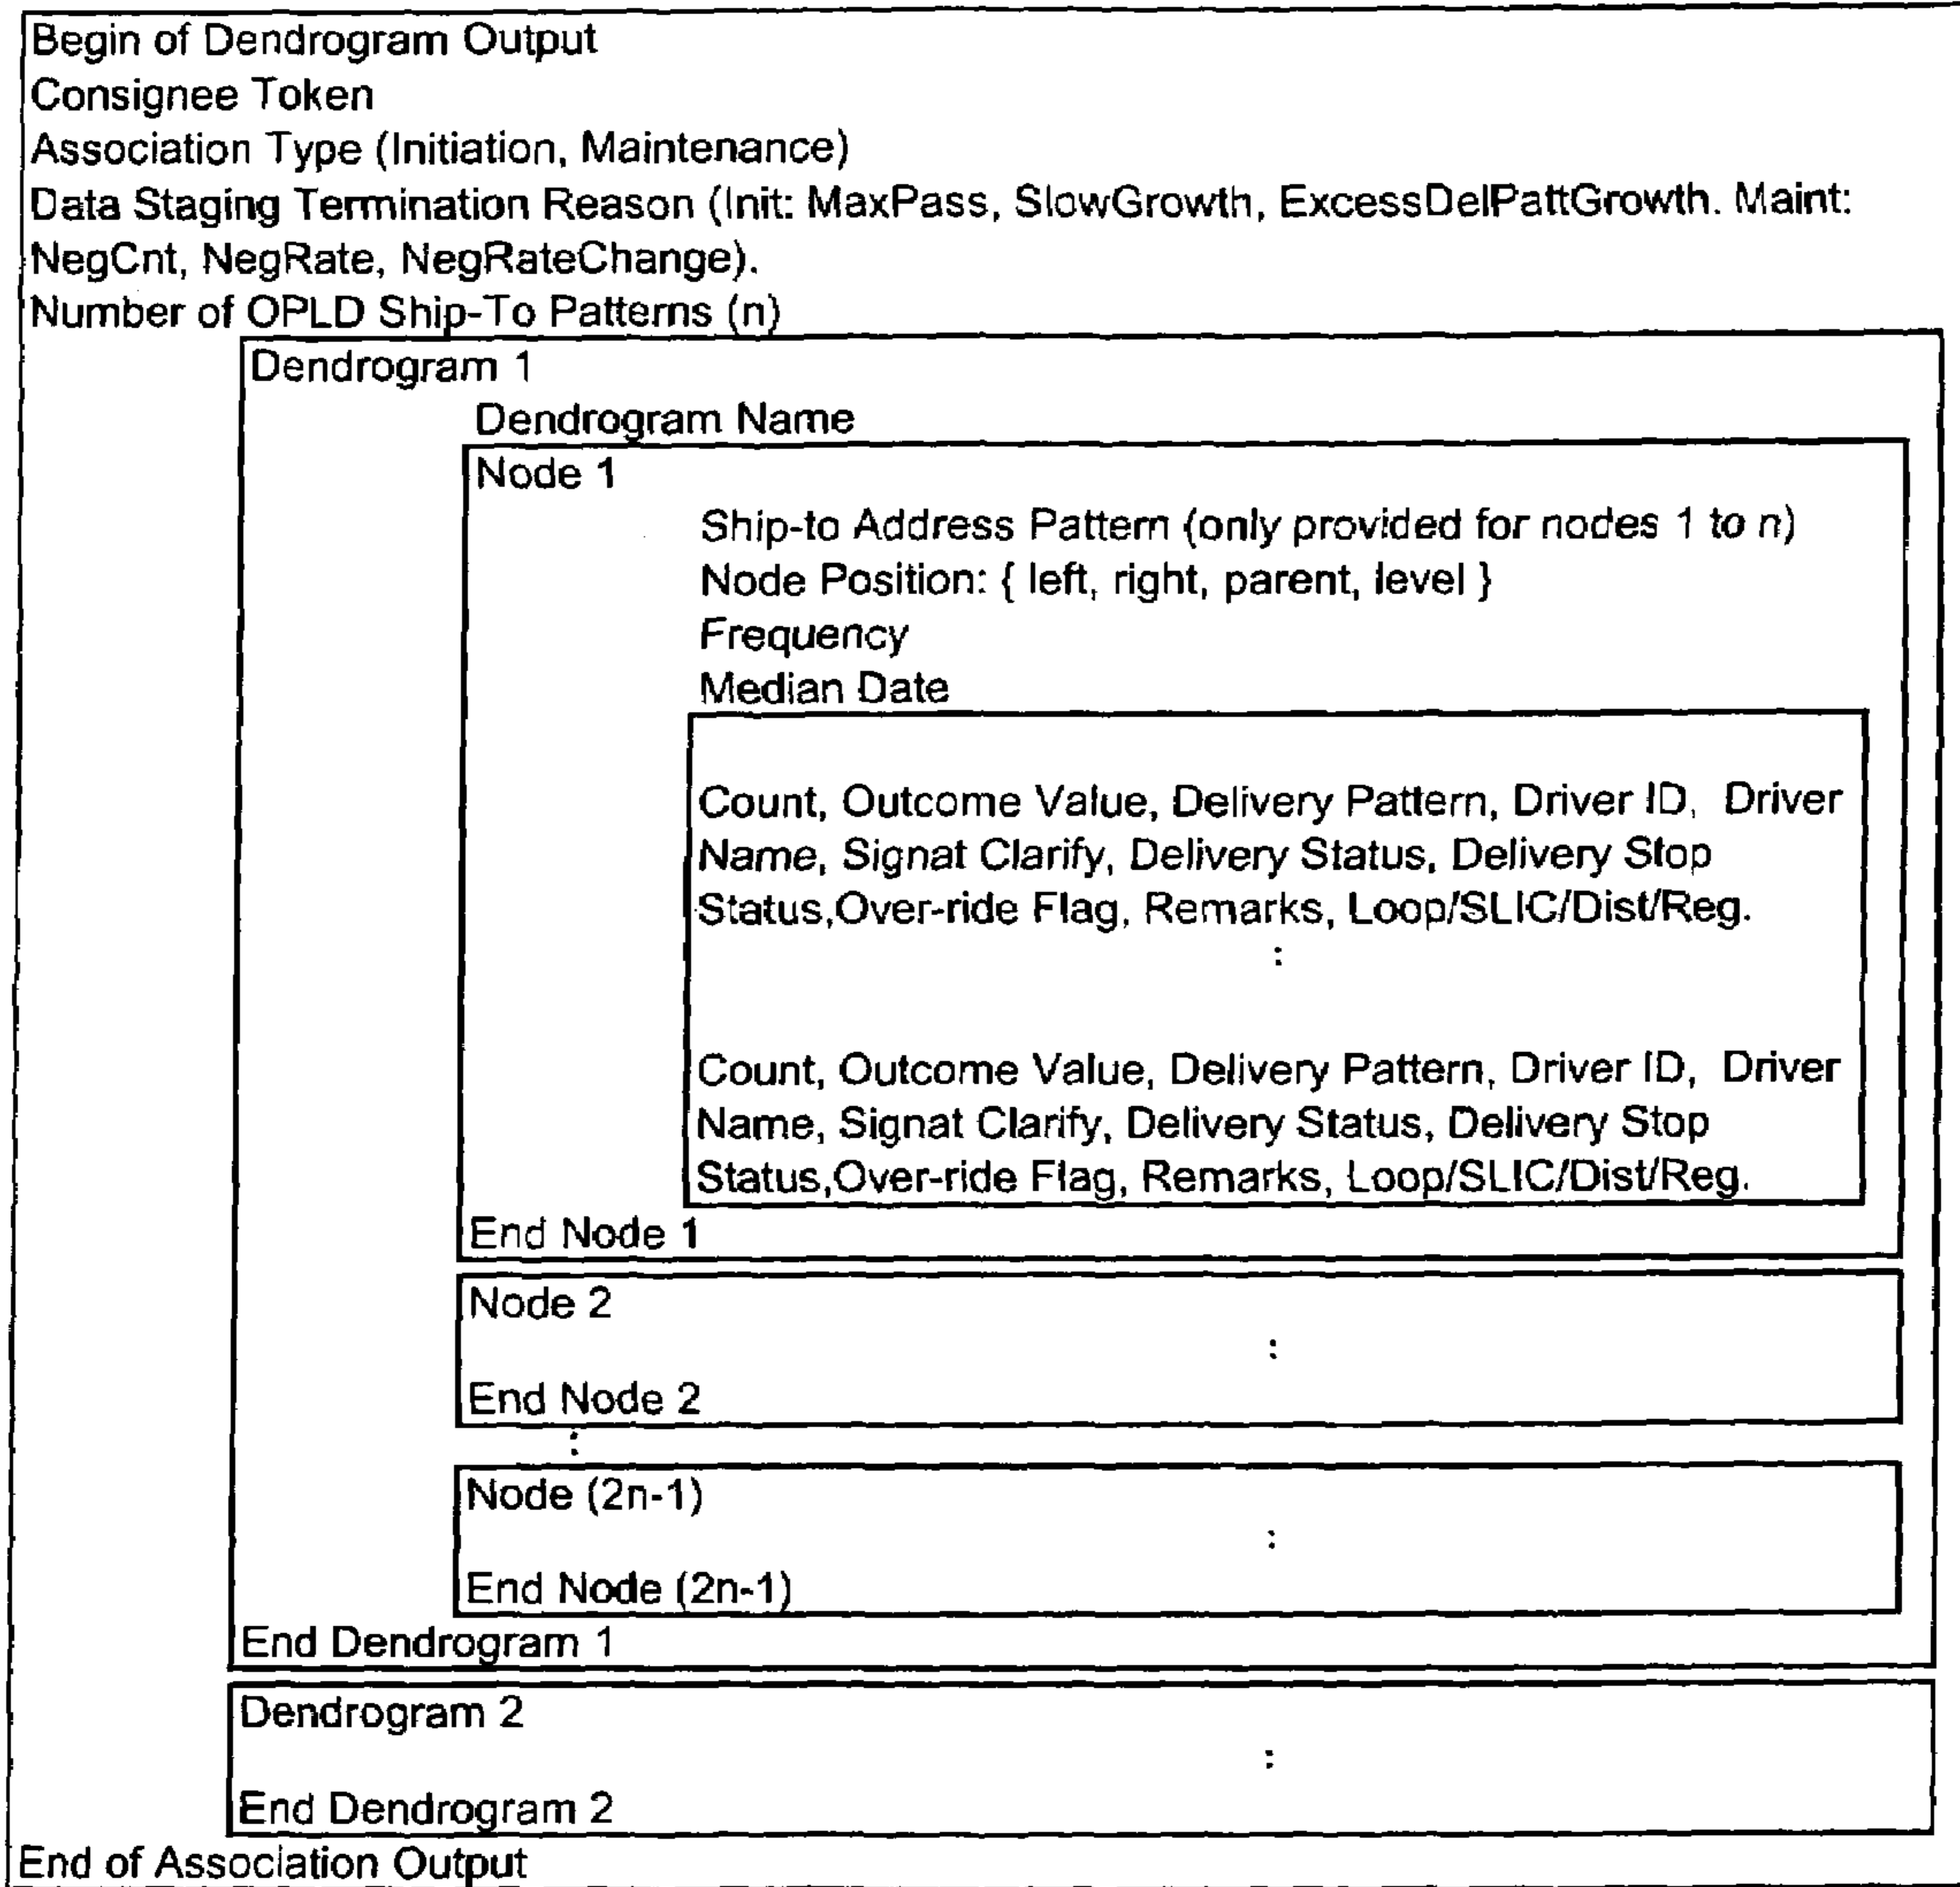 Begin of Dendrogram Output
Consignee Token
Association Type (Initiation, Maintenance)
Data Staging Termination Reason (Init: MaxPass, SlowGrowth, ExcessDelPattGrowth. Maint:
NegCnt, NegRate, NegRateChange).
Number of OPLD Ship-To Patterns (n)
Dendrogram 1
Dendrogram Name
Node 1
Ship-to Address Pattern (only provided for nodes 1 to n)
Node Position: { left, right, parent, level }
Frequency
Median Date
Count, Outcome Value, Delivery Pattern, Driver ID, Driver
Name, Signat Clarify, Delivery Status, Delivery Stop
Status,Over-ride Flag, Remarks, Loop/SLIC/Dist/Reg.
:
Count, Outcome Value, Delivery Pattern, Driver ID, Driver
Name, Signat Clarify, Delivery Status, Delivery Stop
Status,Over-ride Flag, Remarks, Loop/SLIC/Dist/Reg.
End Node 1
Node 2
:
End Node 2
:
Node (2n-1)
:
End Node (2n-1)
End Dendrogram 1
Dendrogram 2
:
End Dendrogram 2
End of Association Output